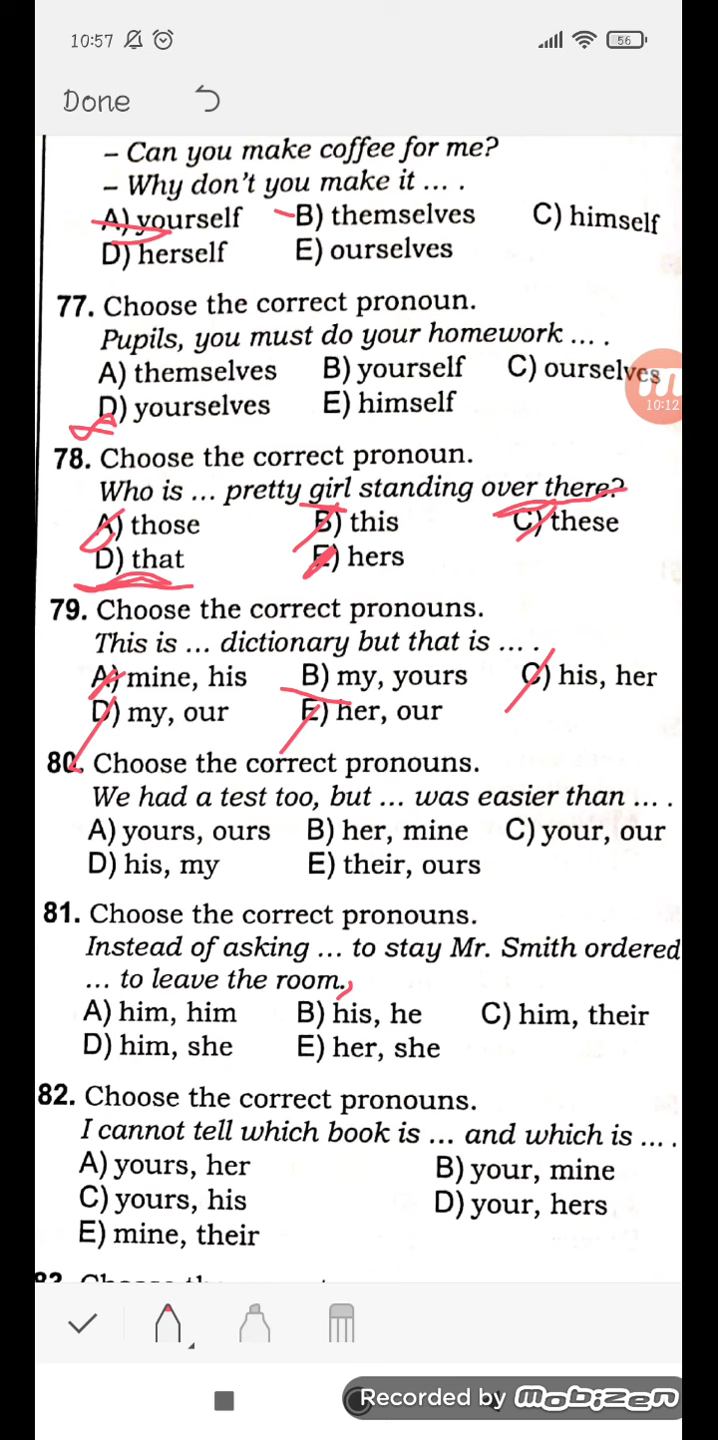 10:57
56
Done
– Can you make coffee for me?
– Why don't you make it ... .
A) yourself B) themselves C) himself
D) herself E) ourselves
77. Choose the correct pronoun.
Pupils, you must do your homework ... .
A) themselves B) yourself C) ourselves
10:12
D) yourselves E) himself
78. Choose the correct pronoun.
Who is ... pretty girl standing over there?
A) those B) this C) these
D) that E) hers
79. Choose the correct pronouns.
This is ... dictionary but that is ... .
A) mine, his B) my, yours C) his, her
D) my, our E) her, our
80. Choose the correct pronouns.
We had a test too, but ... was easier than ... .
A) yours, ours B) her, mine C) your, our
D) his, my E) their, ours
81. Choose the correct pronouns.
Instead of asking ... to stay Mr. Smith ordered
... to leave the room.
A) him, him B) his, he C) him, their
D) him, she E) her, she
82. Choose the correct pronouns.
I cannot tell which book is ... and which is ... .
A) yours, her B) your, mine
C) yours, his D) your, hers
E) mine, their
Recorded by mobizen